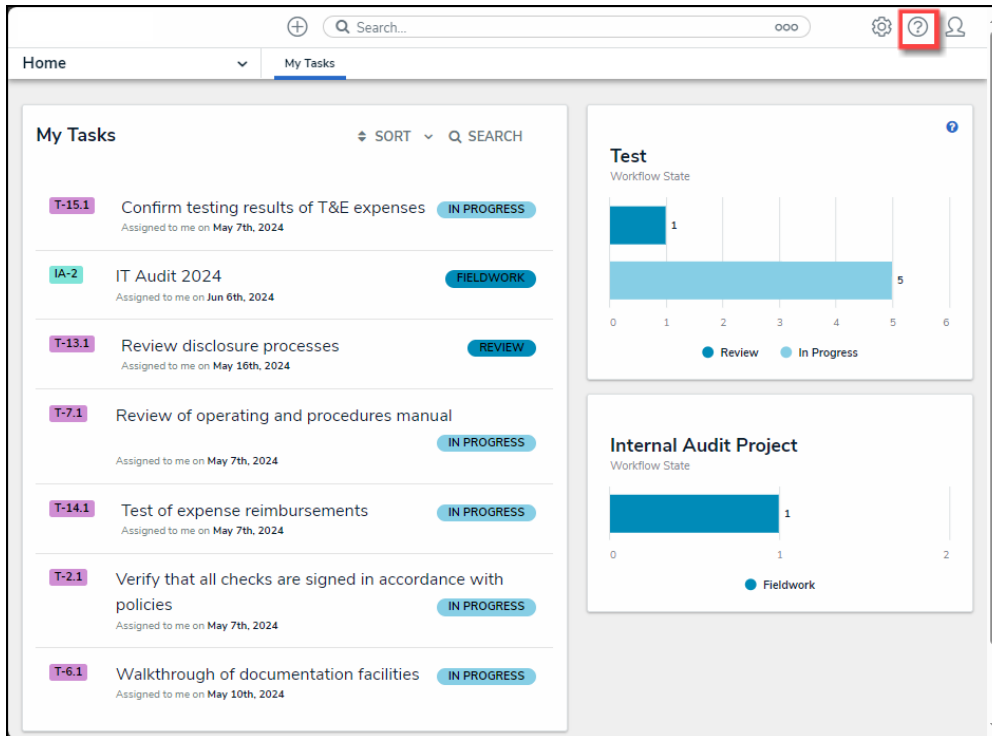 Search...
ooo
?
Home
My Tasks
My Tasks
SORT
SEARCH
T-15.1
Confirm testing results of T&E expenses
IN PROGRESS
Assigned to me on May 7th, 2024
IA-2
IT Audit 2024
FIELDWORK
Assigned to me on Jun 6th, 2024
T-13.1
Review disclosure processes
REVIEW
Assigned to me on May 16th, 2024
T-7.1
Review of operating and procedures manual
IN PROGRESS
Assigned to me on May 7th, 2024
T-14.1
Test of expense reimbursements
IN PROGRESS
Assigned to me on May 7th, 2024
T-2.1
Verify that all checks are signed in accordance with
policies
IN PROGRESS
Assigned to me on May 7th, 2024
T-6.1
Walkthrough of documentation facilities
IN PROGRESS
Assigned to me on May 10th, 2024
?
Test
Workflow State
1
5
0 1 2 3 4 5 6
Review In Progress
Internal Audit Project
Workflow State
1
0 1 2
Fieldwork